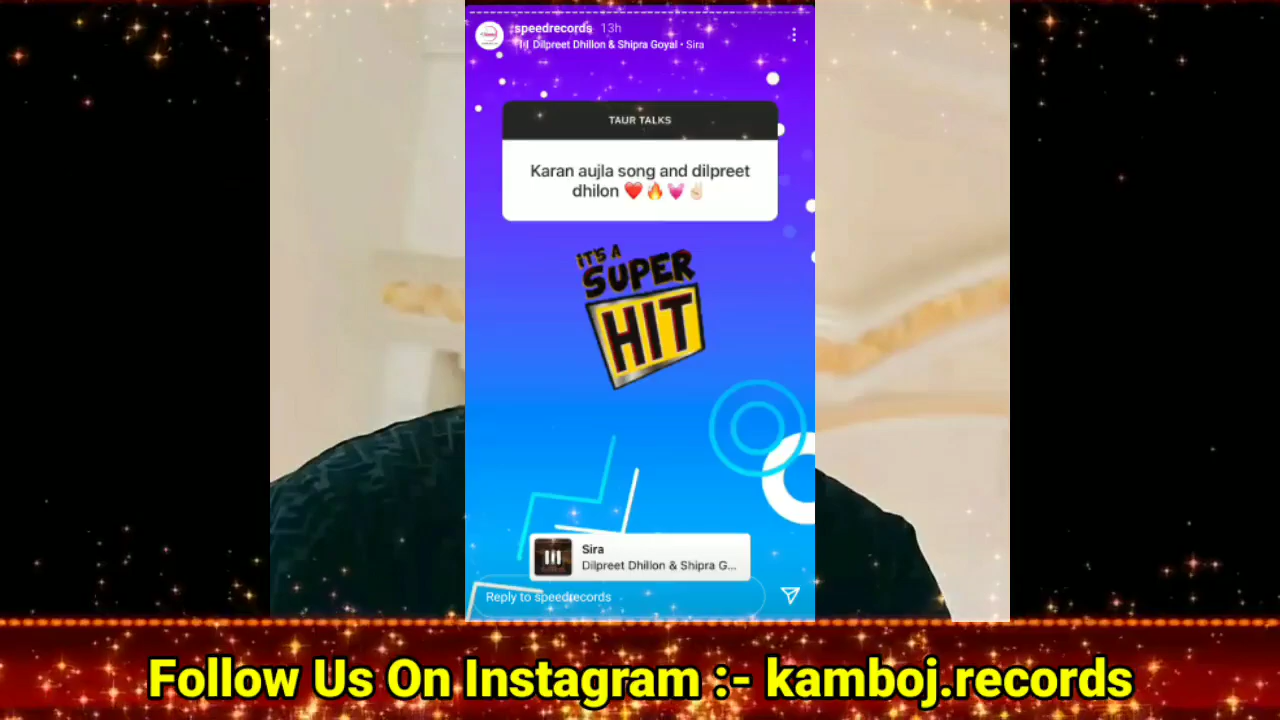 speedrecords 13h
Dilpreet Dhillon & Shipra Goyal • Sira
TAUR TALKS
Karan aujla song and dilpreet
dhilon ❤️🔥💓✌🏻
IT'S A
SUPER
HIT
Sira
Dilpreet Dhillon & Shipra G...
Reply to speedrecords
Follow Us On Instagram :- kamboj.records